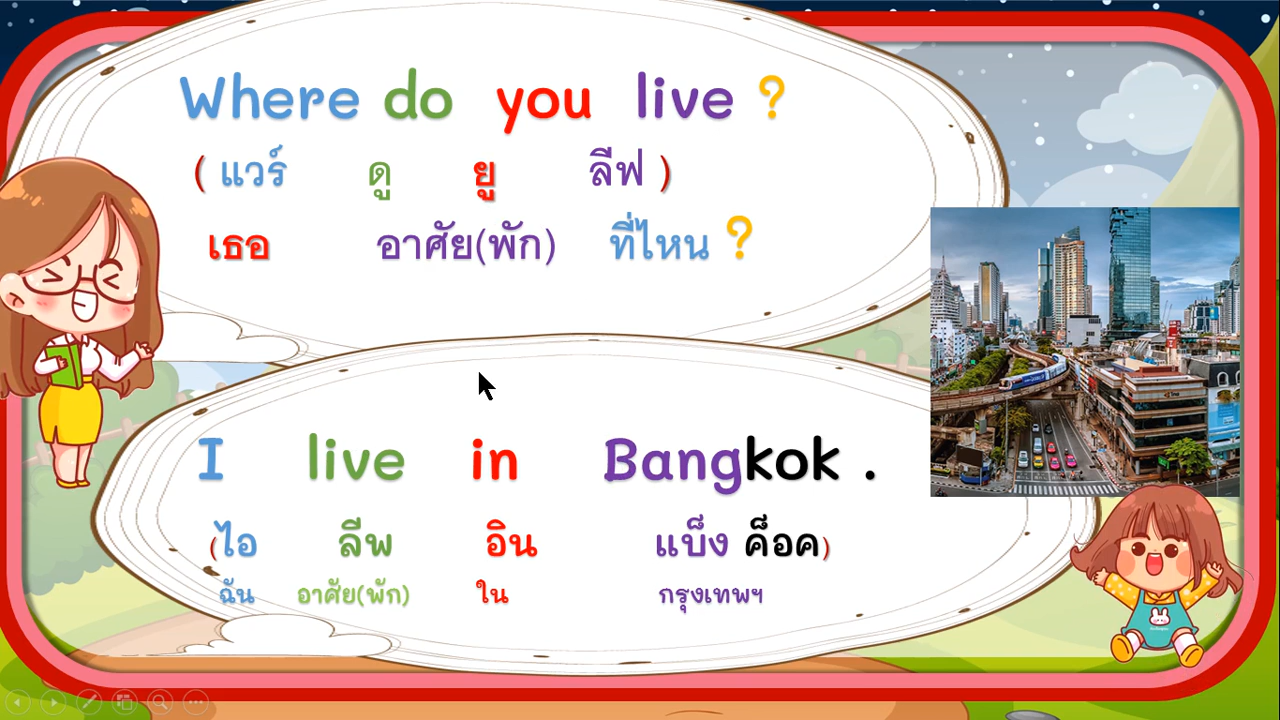 Where do you live ?
( แวร์ ดู ยู ลีฟ )
เธอ อาศัย(พัก) ที่ไหน ?
I live in Bangkok .
(ไอ ลีพ อิน แบ็ง ค็อค)
ฉัน อาศัย(พัก) ใน กรุงเทพฯ